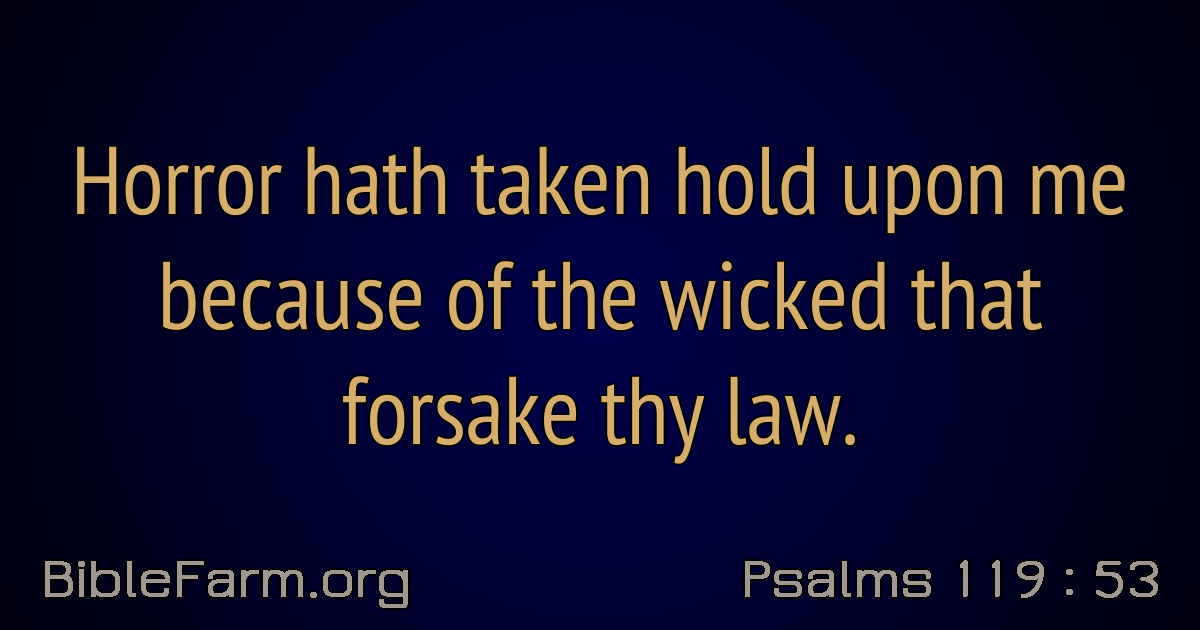 Horror hath taken hold upon me
because of the wicked that
forsake thy law.
BibleFarm.org
Psalms 119 : 53